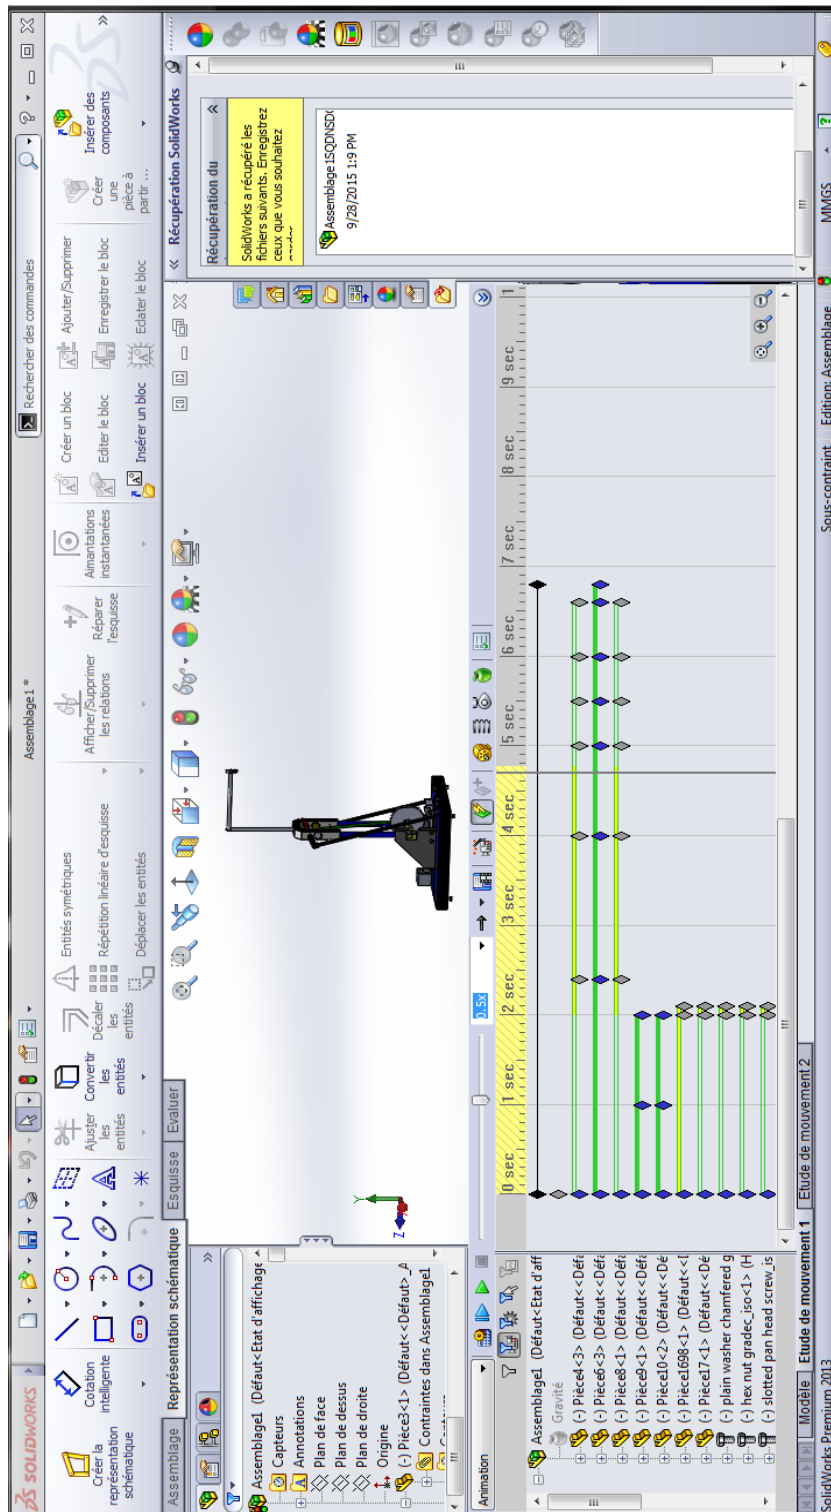 SOLIDWORKS
Assemblage1 *
Rechercher des commandes
Créer la
représentation
schématique
Cotation
intelligente
Ajuster
les
entités
Convertir
les
entités
Décaler
les
entités
Entités symétriques
Répétition linéaire d'esquisse
Déplacer les entités
Afficher/Supprimer
les relations
Réparer
l'esquisse
Aimantations
instantanées
Créer un bloc
Editer le bloc
Insérer un bloc
Ajouter/Supprimer
Enregistrer le bloc
Eclater le bloc
Créer
une
pièce à
partir ...
Insérer des
composants
Assemblage
Représentation schématique
Esquisse
Evaluer
Assemblage1 (Défaut<Etat d'affichage
Capteurs
Annotations
Plan de face
Plan de dessus
Plan de droite
Origine
(-) Pièce3<1> (Défaut<<Défaut>_A
Contraintes dans Assemblage1
Y
Z
Récupération SolidWorks
Récupération du
SolidWorks a récupéré les
fichiers suivants. Enregistrez
ceux que vous souhaitez
Assemblage1SQDNSD(
9/28/2015 1:9 PM
Animation
0.5x
0 sec 1 sec 2 sec 3 sec 4 sec 5 sec 6 sec 7 sec 8 sec 9 sec 1
Assemblage1 (Défaut<Etat d'aff
Gravité
(-) Pièce4<3> (Défaut<<Défa
(-) Pièce6<3> (Défaut<<Défa
(-) Pièce8<1> (Défaut<<Défa
(-) Pièce9<1> (Défaut<<Défa
(-) Pièce10<2> (Défaut<<Dé
(-) Pièce1698<1> (Défaut<<D
(-) Pièce17<1> (Défaut<<Dé
(-) plain washer chamfered g
(-) hex nut gradec_iso<1> (H
(-) slotted pan head screw_is
Modèle
Etude de mouvement 1
Etude de mouvement 2
SolidWorks Premium 2013
Sous-contraint
Edition: Assemblage
MMGS